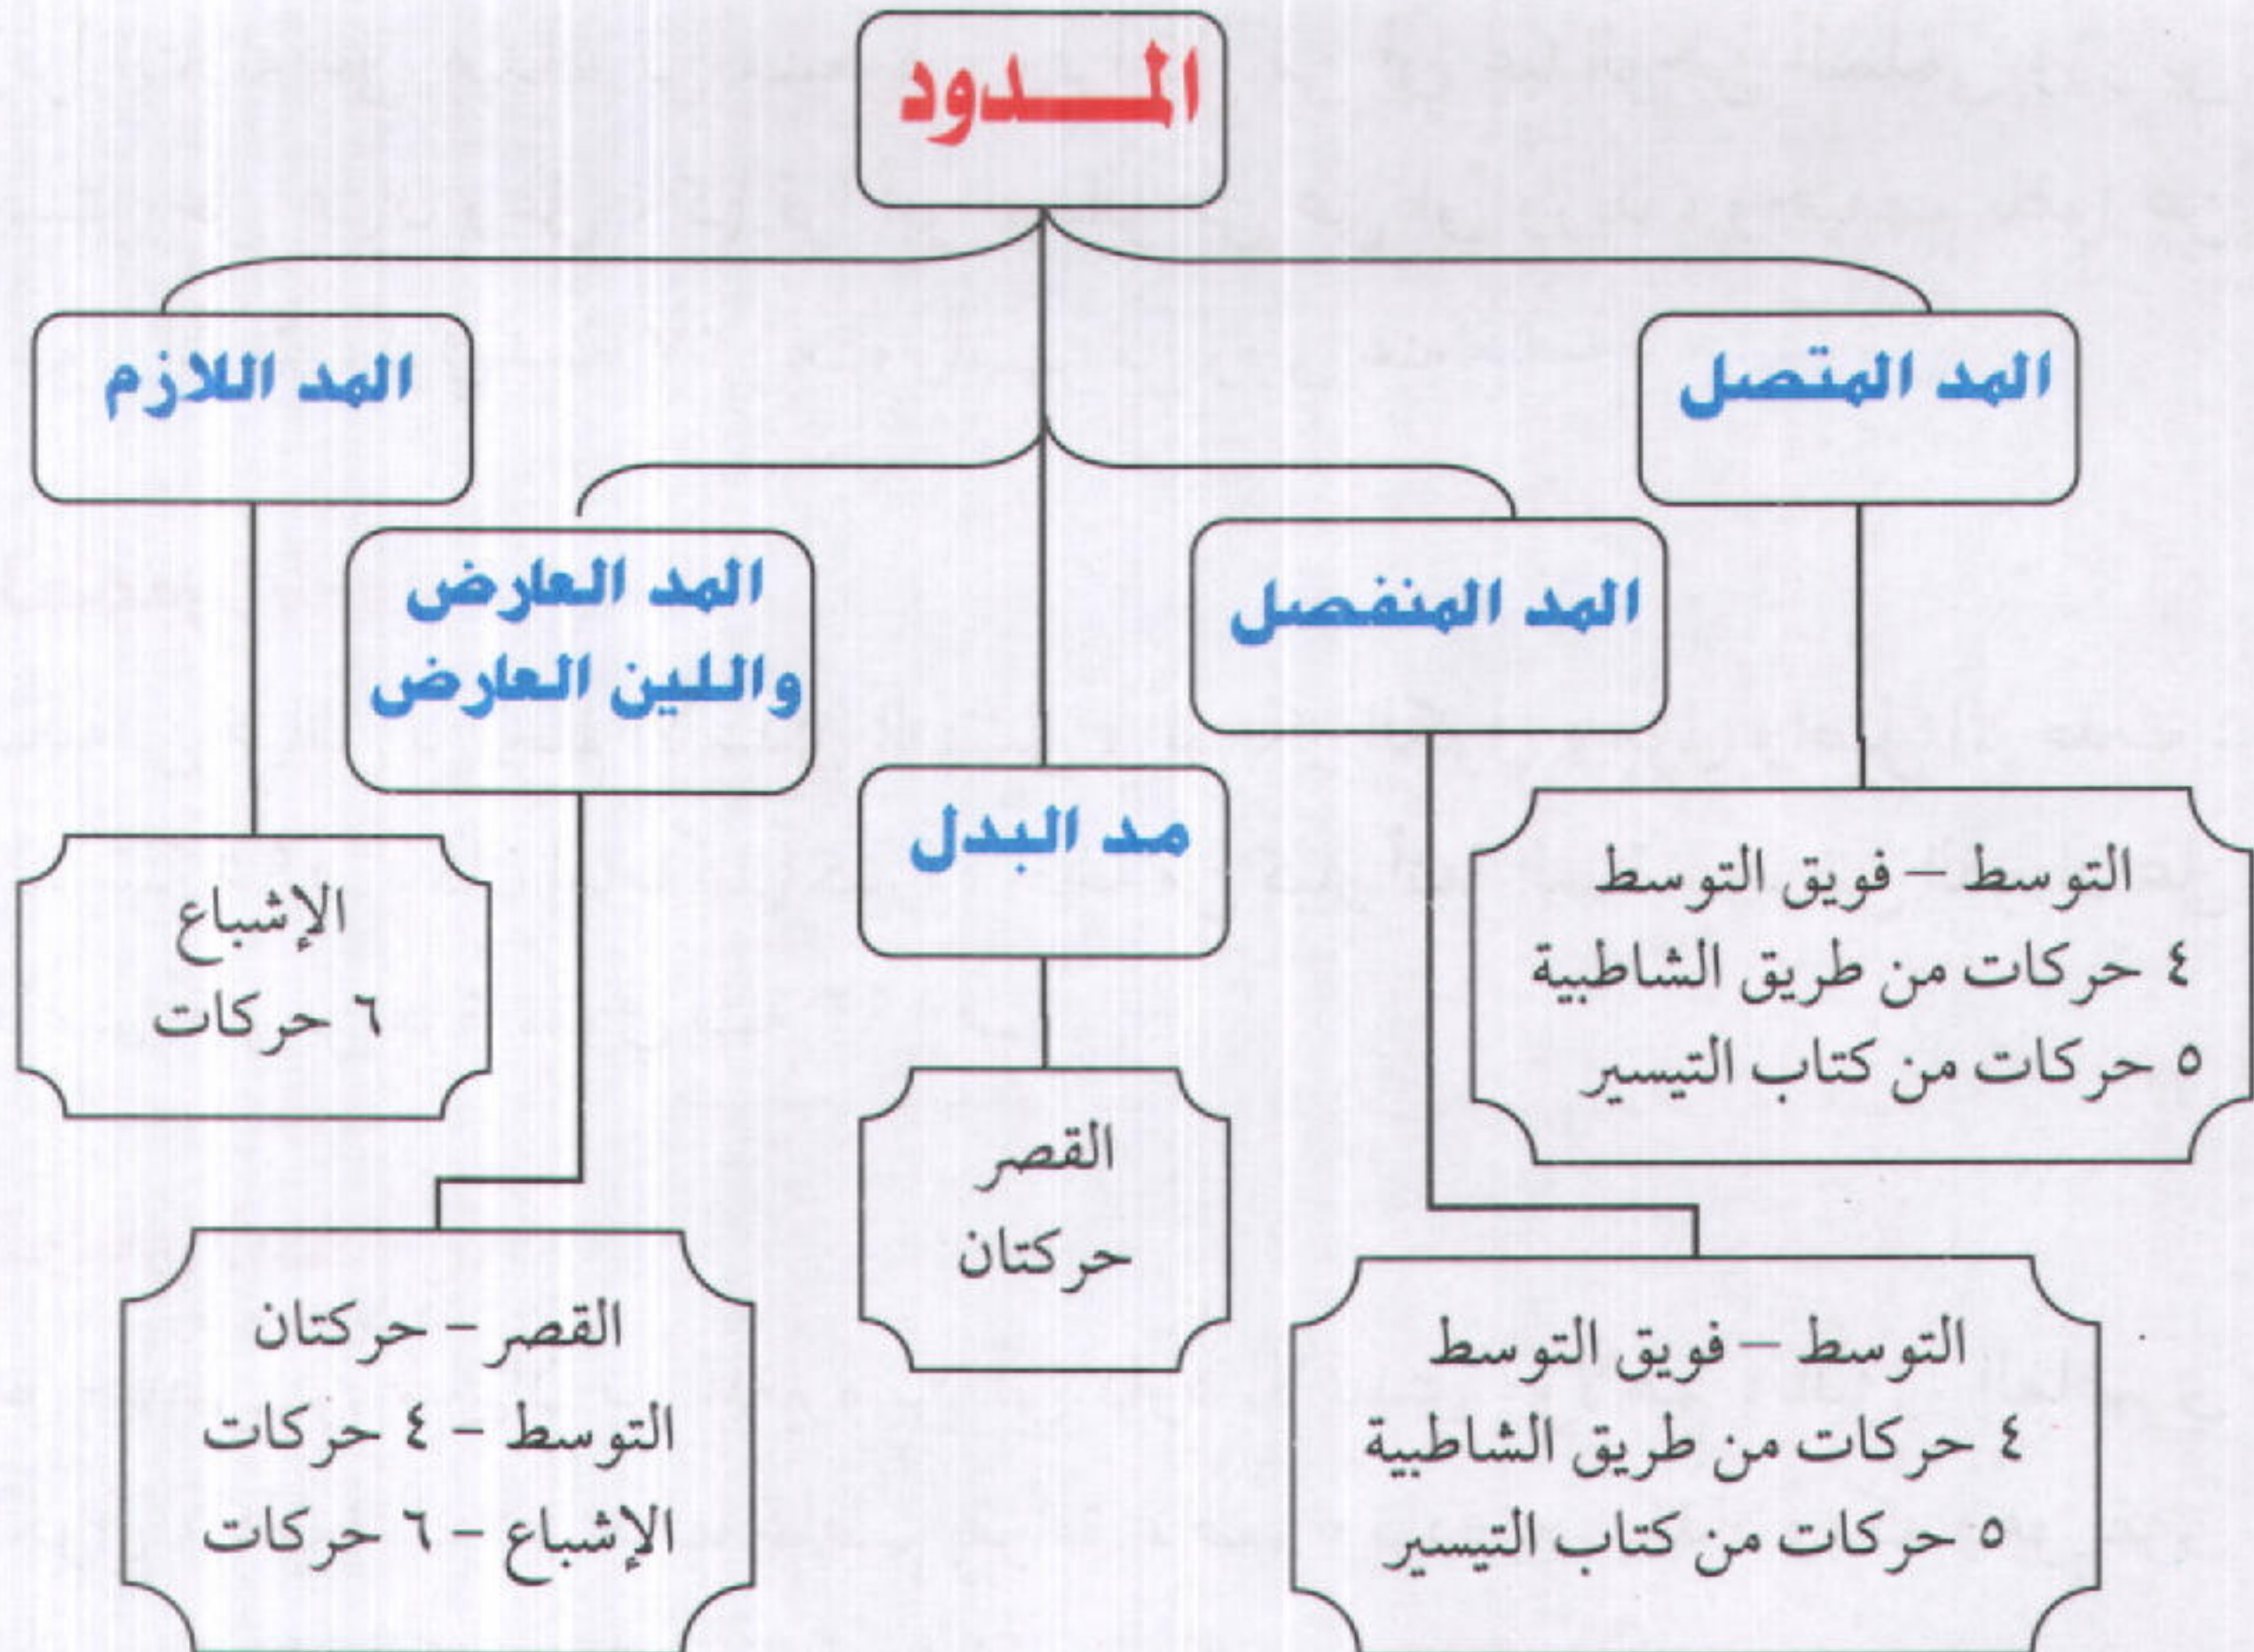 المـــدود
المد المتصل
المد المنفصل
مد البدل
المد العارض
واللين العارض
المد اللازم
التوسط – فويق التوسط
٤ حركات من طريق الشاطبية
٥ حركات من كتاب التيسير
التوسط – فويق التوسط
٤ حركات من طريق الشاطبية
٥ حركات من كتاب التيسير
القصر
حركتان
القصر – حركتان
التوسط – ٤ حركات
الإشباع – ٦ حركات
الإشباع
٦ حركات